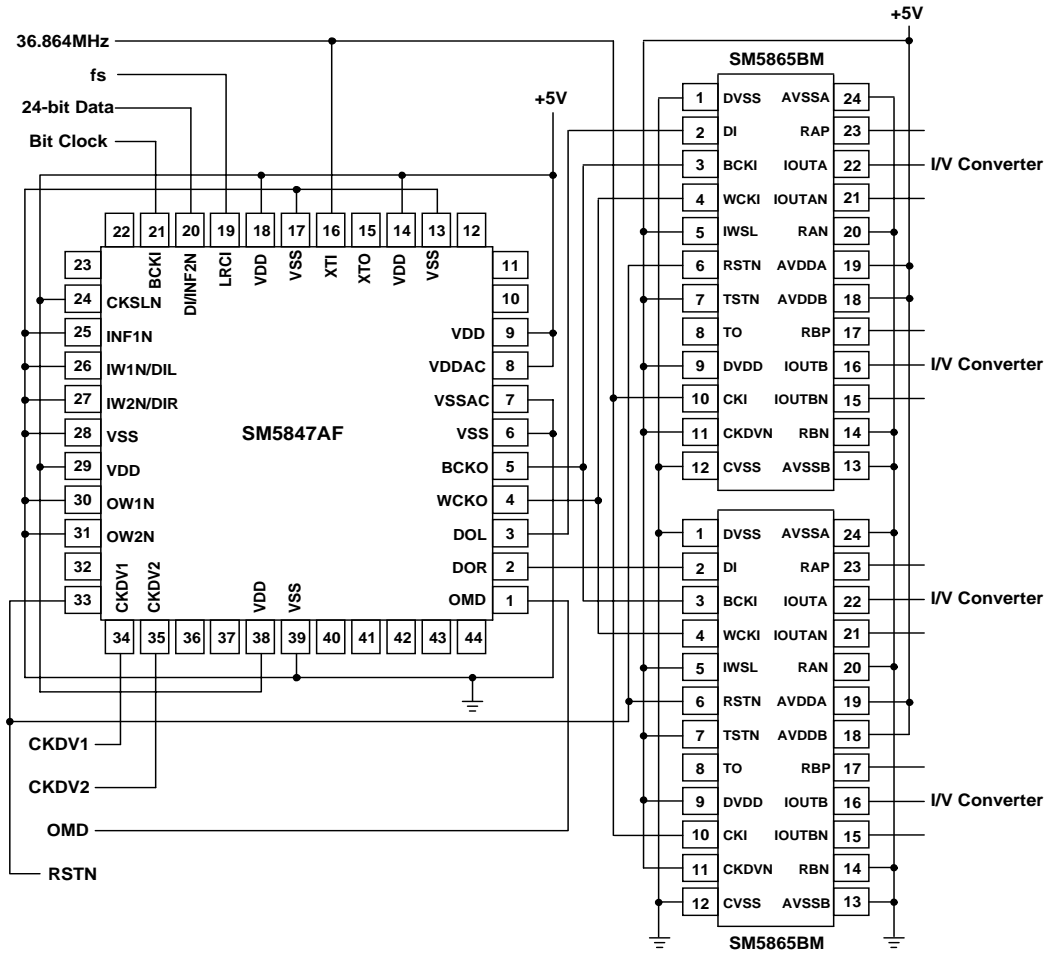 +5V
36.864MHz
SM5865BM
fs
24-bit Data
+5V
Bit Clock
1 DVSS AVSSA 24
2 DI RAP 23
3 BCKI IOUTA 22 I/V Converter
4 WCKI IOUTAN 21
5 IWSL RAN 20
6 RSTN AVDDA 19
7 TSTN AVDDB 18
8 TO RBP 17
9 DVDD IOUTB 16 I/V Converter
10 CKI IOUTBN 15
11 CKDVN RBN 14
12 CVSS AVSSB 13
22 21 20 19 18 17 16 15 14 13 12
BCKI DI/INF2N LRCI VDD VSS XTI XTO VDD VSS
23 11
24 CKSLN 10
25 INF1N VDD 9
26 IW1N/DIL VDDAC 8
27 IW2N/DIR VSSAC 7
SM5847AF
28 VSS VSS 6
29 VDD BCKO 5
30 OW1N WCKO 4
31 OW2N DOL 3
32 DOR 2
33 OMD 1
CKDV1 CKDV2 VDD VSS
34 35 36 37 38 39 40 41 42 43 44
1 DVSS AVSSA 24
2 DI RAP 23
3 BCKI IOUTA 22 I/V Converter
4 WCKI IOUTAN 21
5 IWSL RAN 20
6 RSTN AVDDA 19
7 TSTN AVDDB 18
8 TO RBP 17
9 DVDD IOUTB 16 I/V Converter
10 CKI IOUTBN 15
11 CKDVN RBN 14
12 CVSS AVSSB 13
CKDV1
CKDV2
OMD
RSTN
SM5865BM